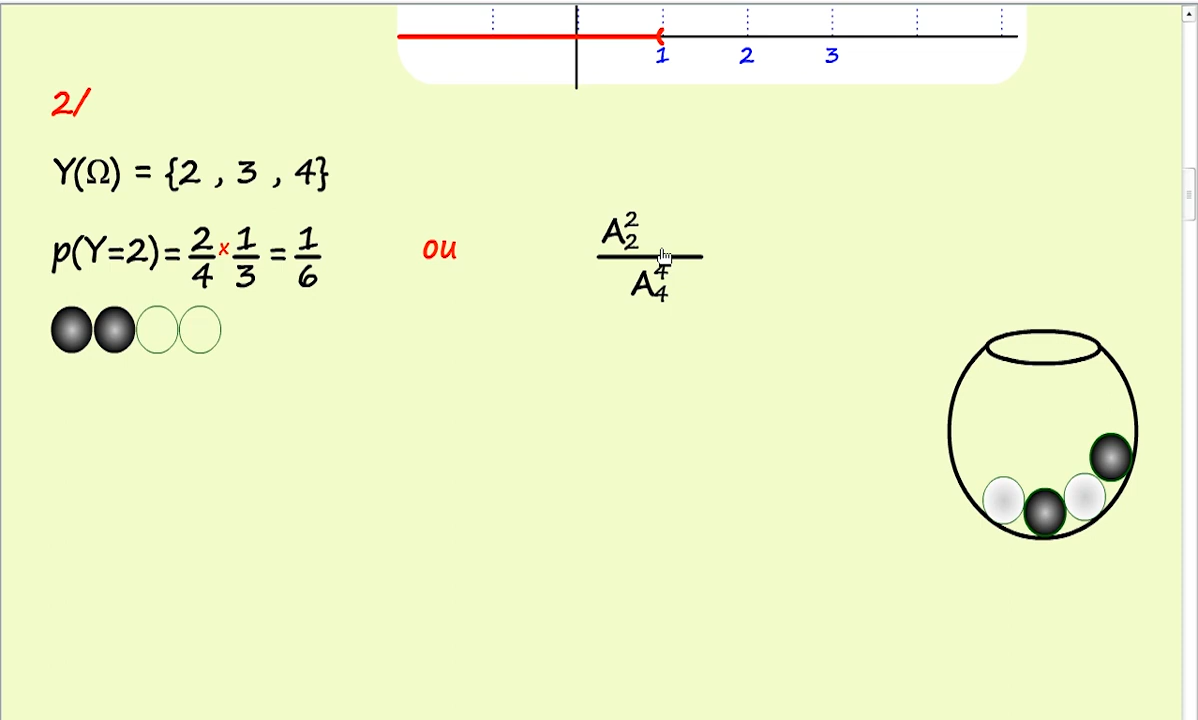 1 2 3
2/
Y(Ω) = {2 , 3 , 4}
p(Y=2)= 2/4 × 1/3 = 1/6 ou A₂²/A₄⁴